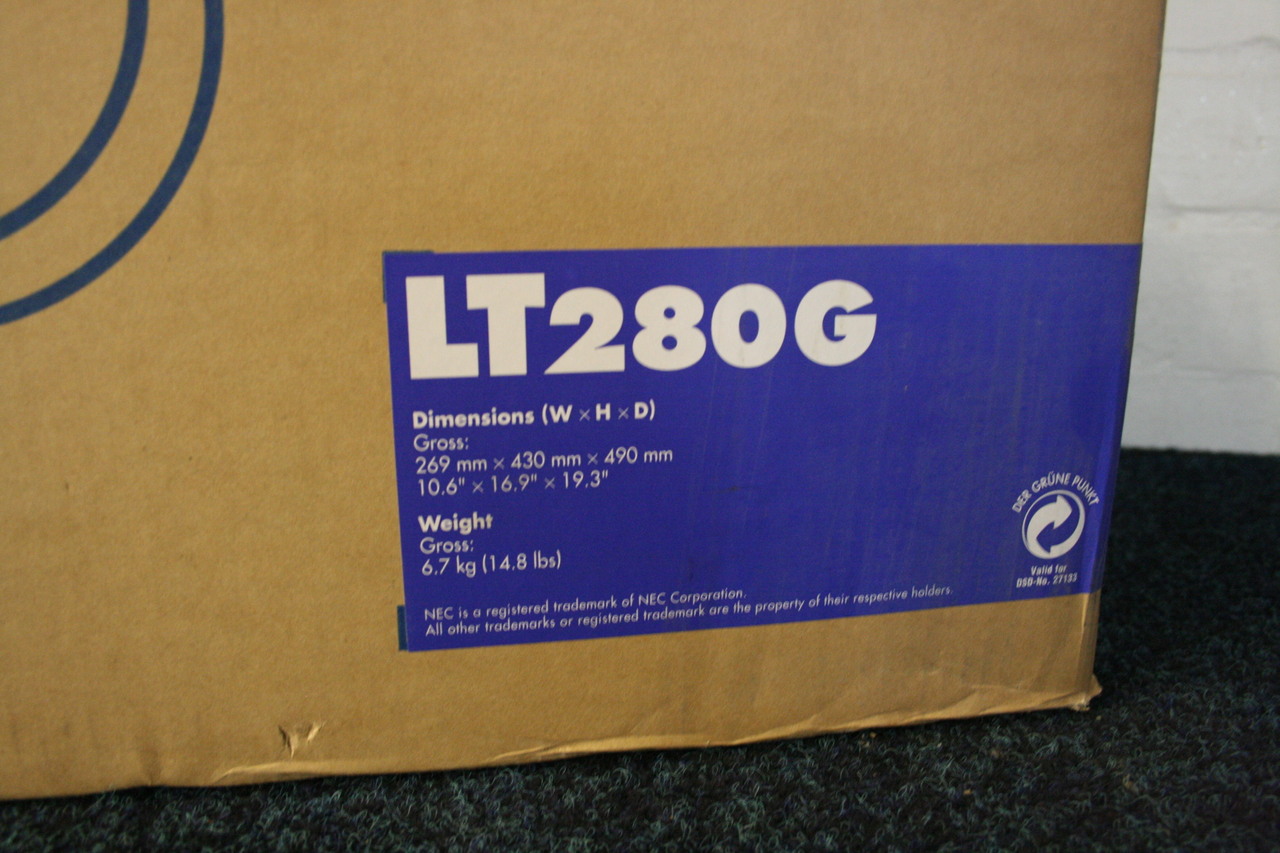 LT280G
Dimensions (W × H × D)
Gross:
269 mm × 430 mm × 490 mm
10.6" × 16.9" × 19.3"
Weight
Gross:
6.7 kg (14.8 lbs)
NEC is a registered trademark of NEC Corporation.
All other trademarks or registered trademark are the property of their respective holders.
DER GRÜNE PUNKT
Valid for
DSD-No. 27133